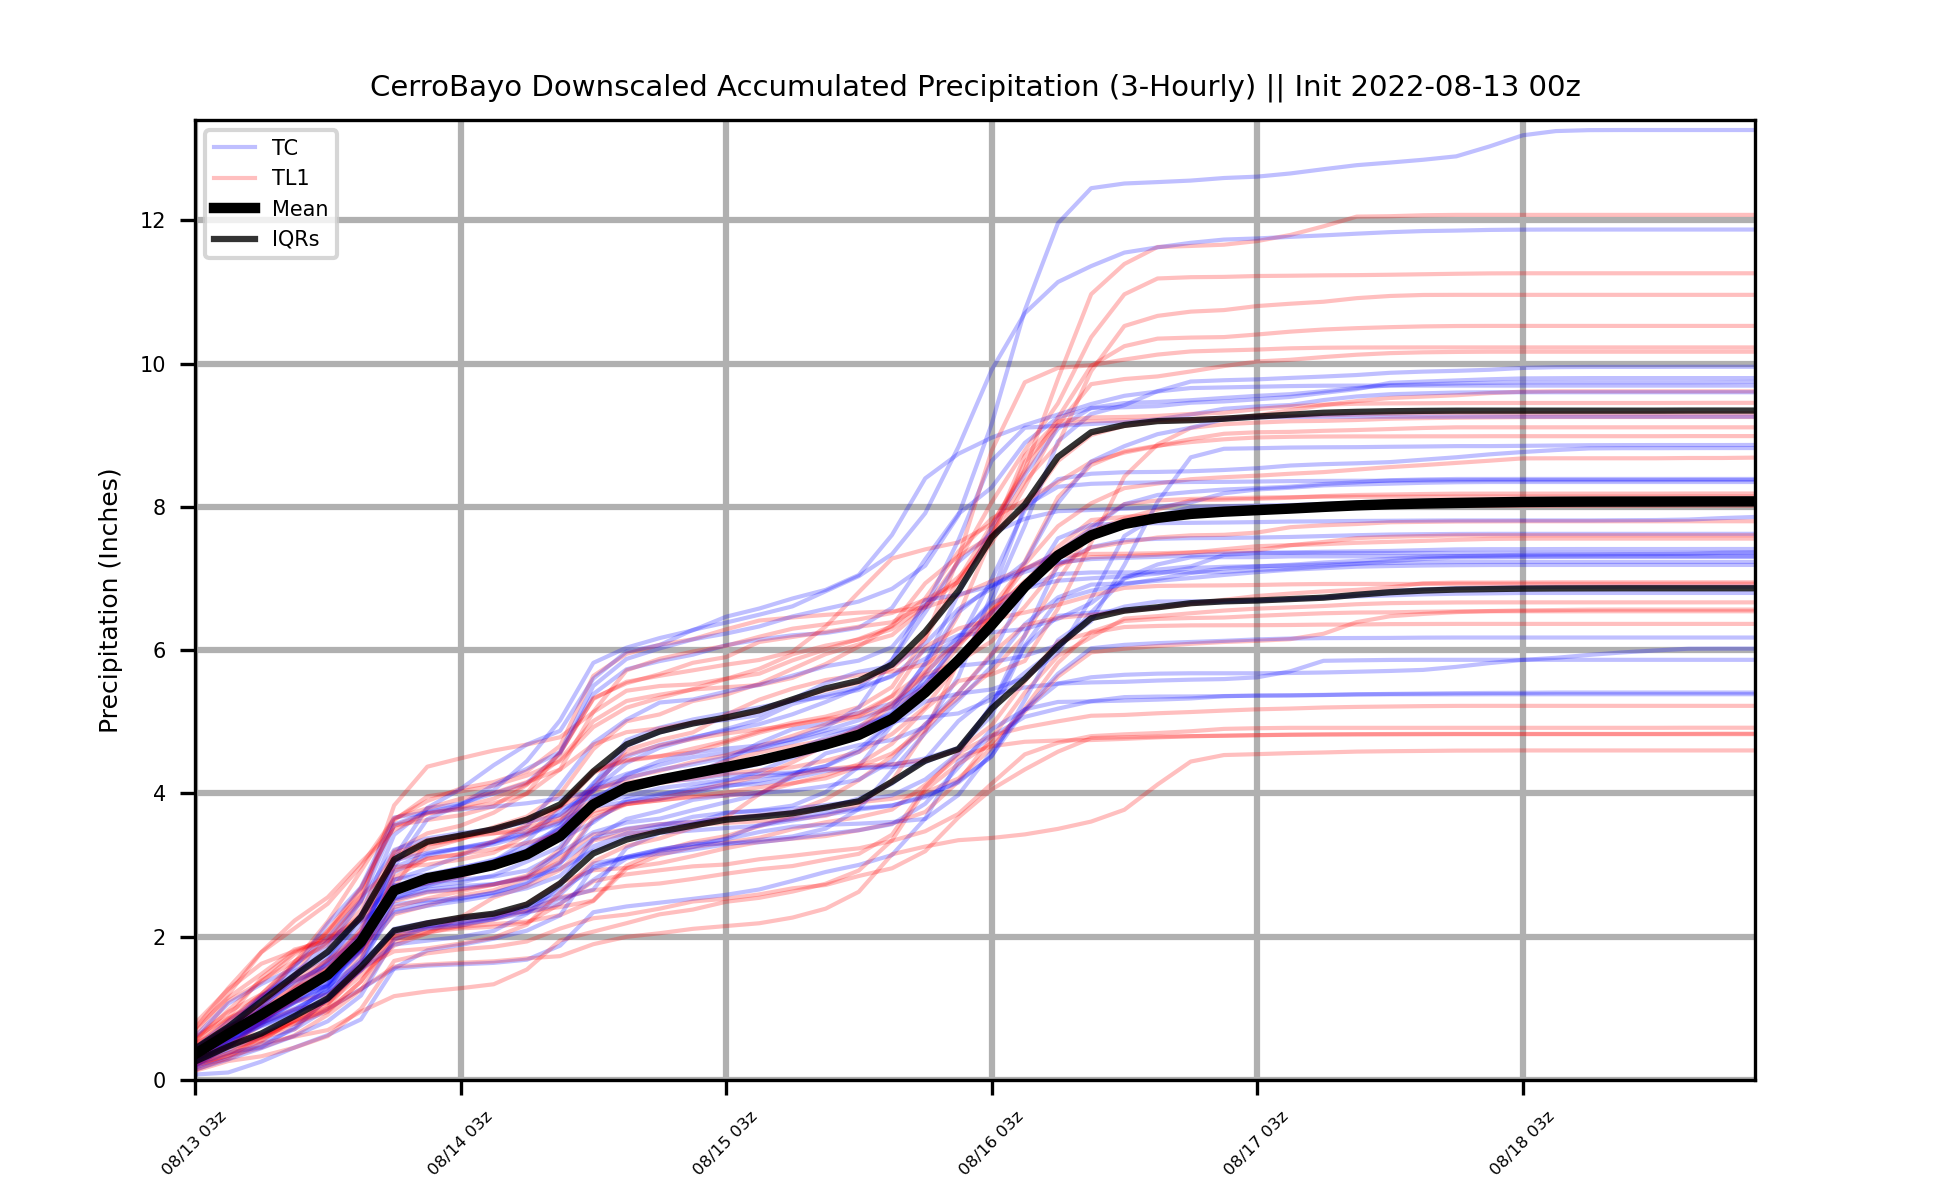 CerroBayo Downscaled Accumulated Precipitation (3-Hourly) || Init 2022-08-13 00z
TC
TL1
Mean
IQRs
Precipitation (Inches)
12
10
8
6
4
2
0
08/13 03z
08/14 03z
08/15 03z
08/16 03z
08/17 03z
08/18 03z